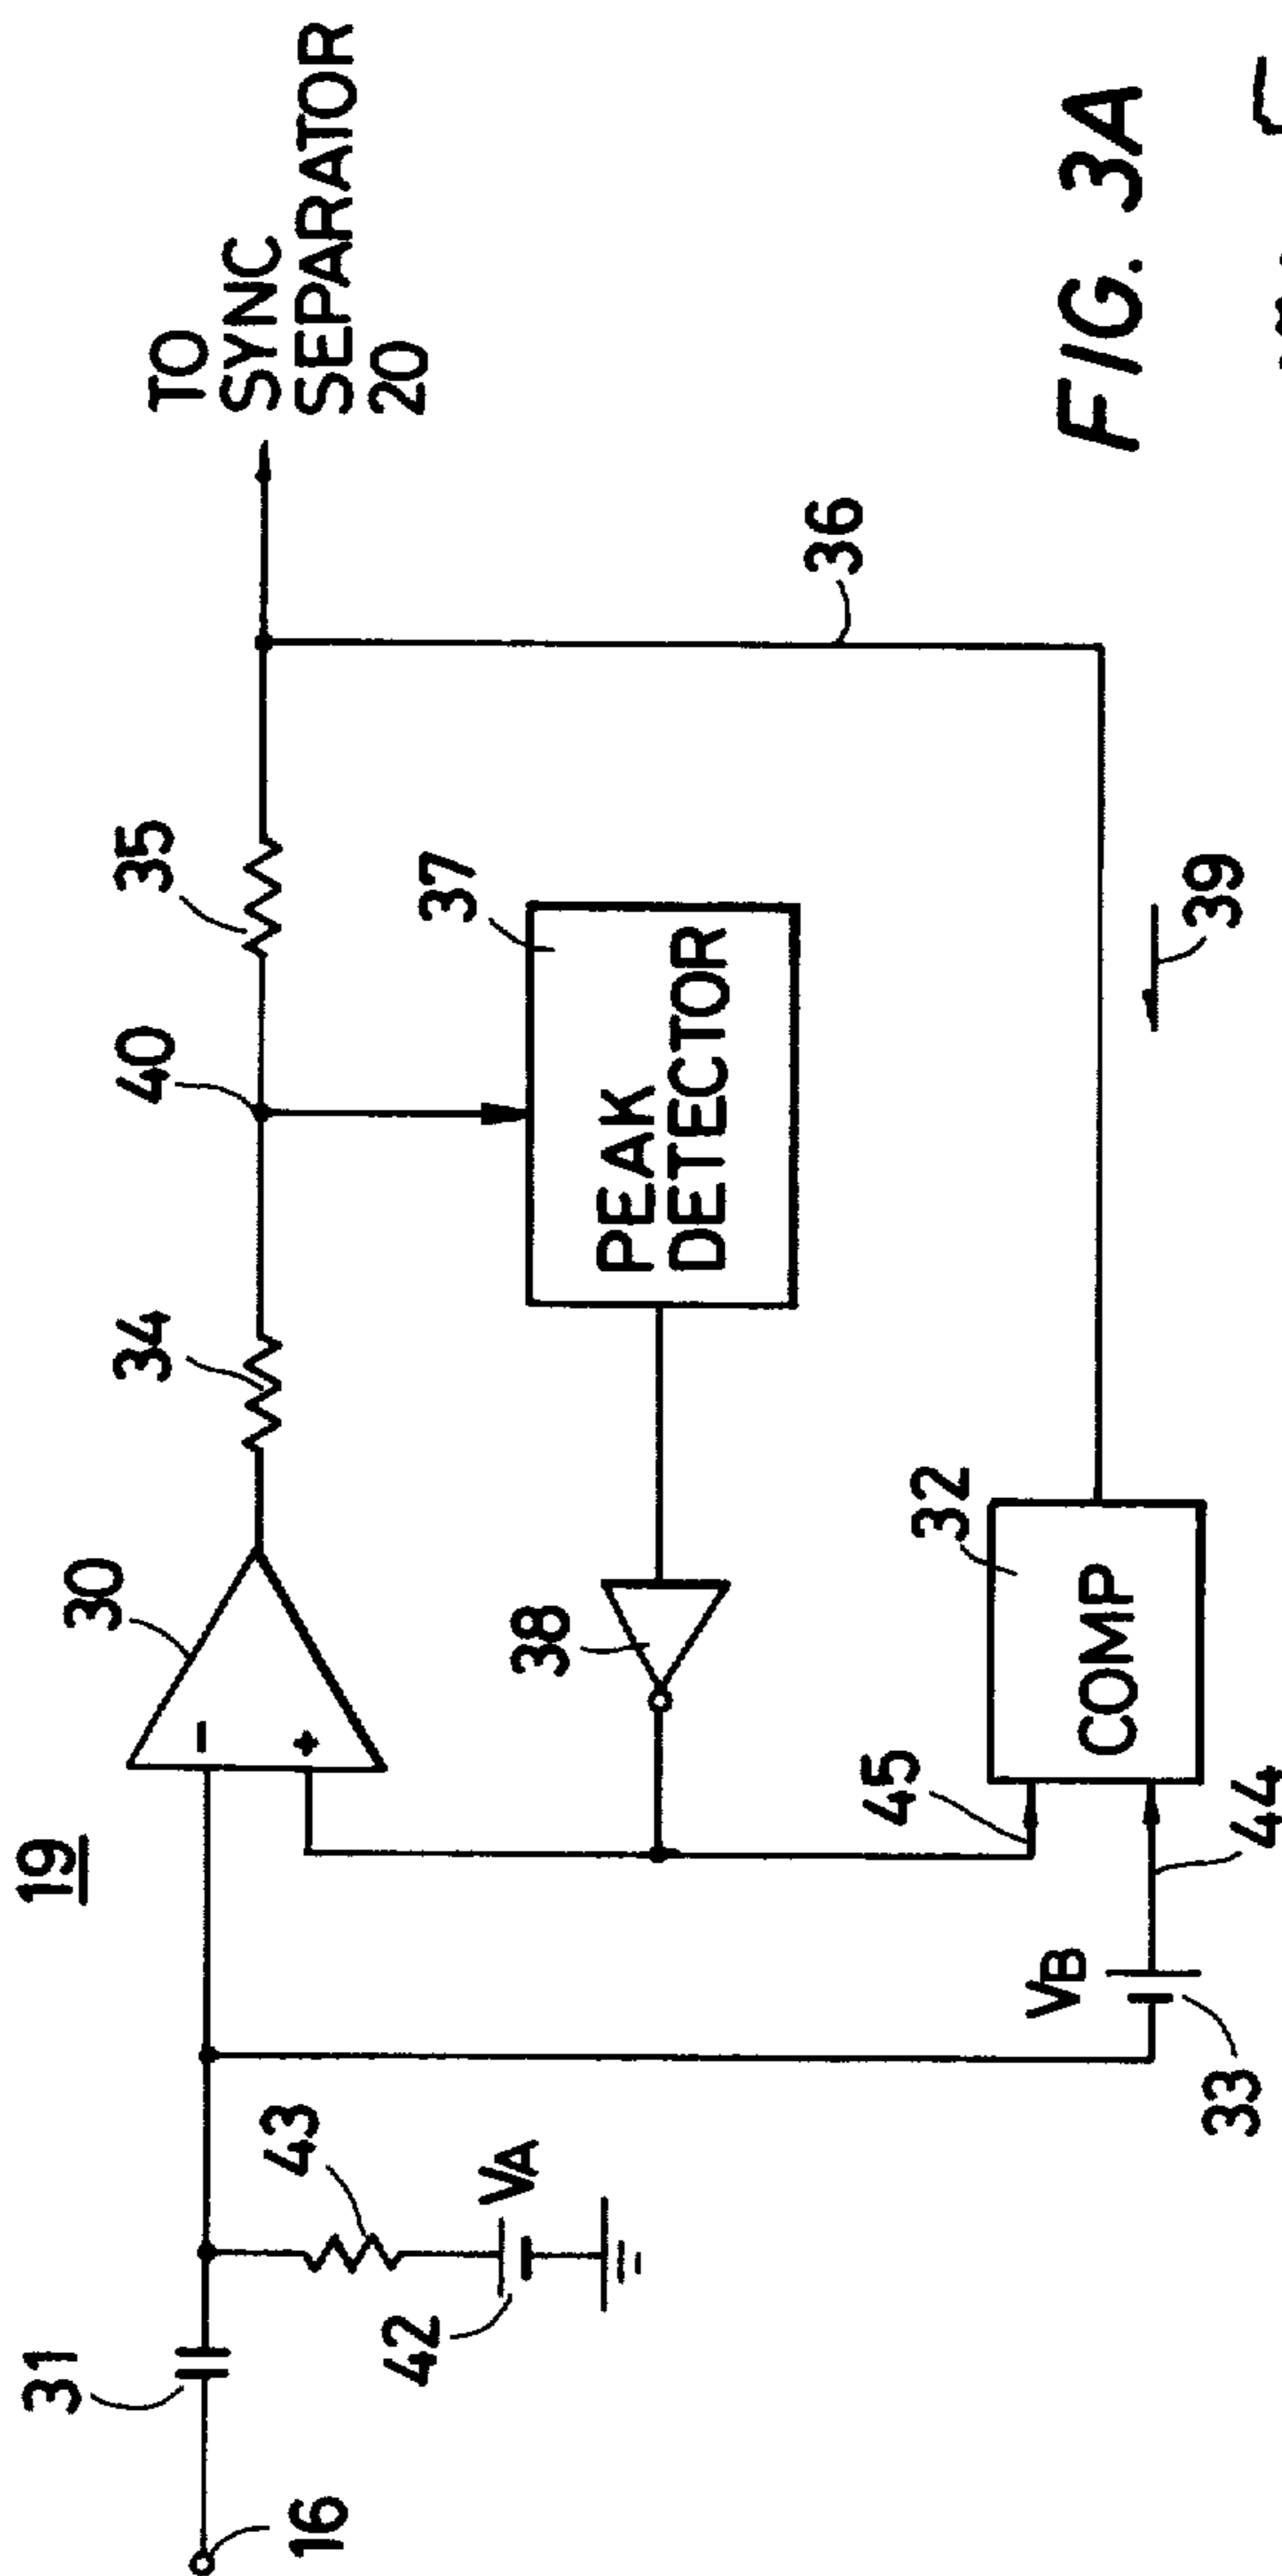 19
TO
SYNC
SEPARATOR
20
31
30
34
40
35
-
+
43
VA
42
38
37
PEAK
DETECTOR
36
45
32
COMP
VB
33
44
39
16
FIG. 3A